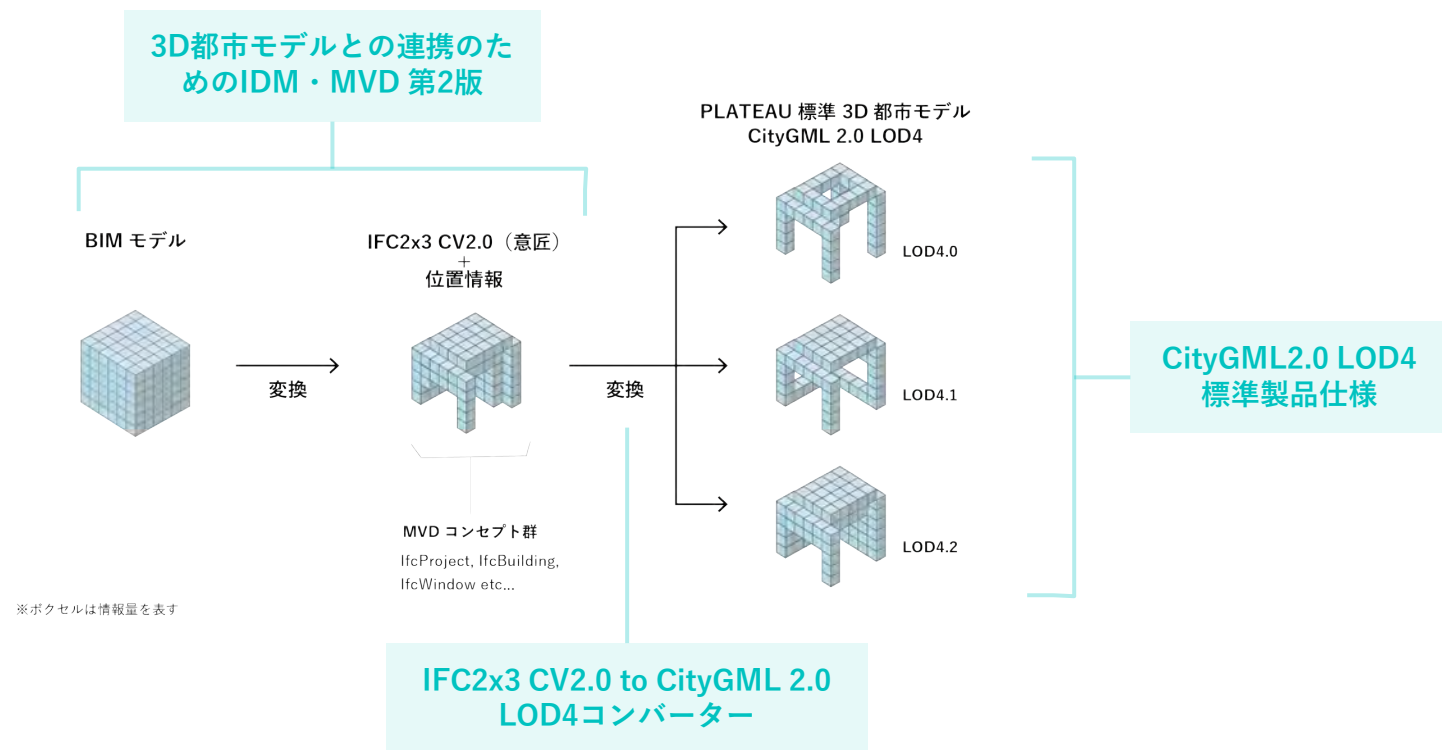 3D都市モデルとの連携のた
めのIDM・MVD 第2版
PLATEAU 標準 3D 都市モデル
CityGML 2.0 LOD4
BIM モデル
IFC2x3 CV2.0（意匠）
+
位置情報
変換
変換
LOD4.0
LOD4.1
LOD4.2
CityGML2.0 LOD4
標準製品仕様
MVD コンセプト群
IfcProject, IfcBuilding,
IfcWindow etc...
※ボクセルは情報量を表す
IFC2x3 CV2.0 to CityGML 2.0
LOD4コンバーター